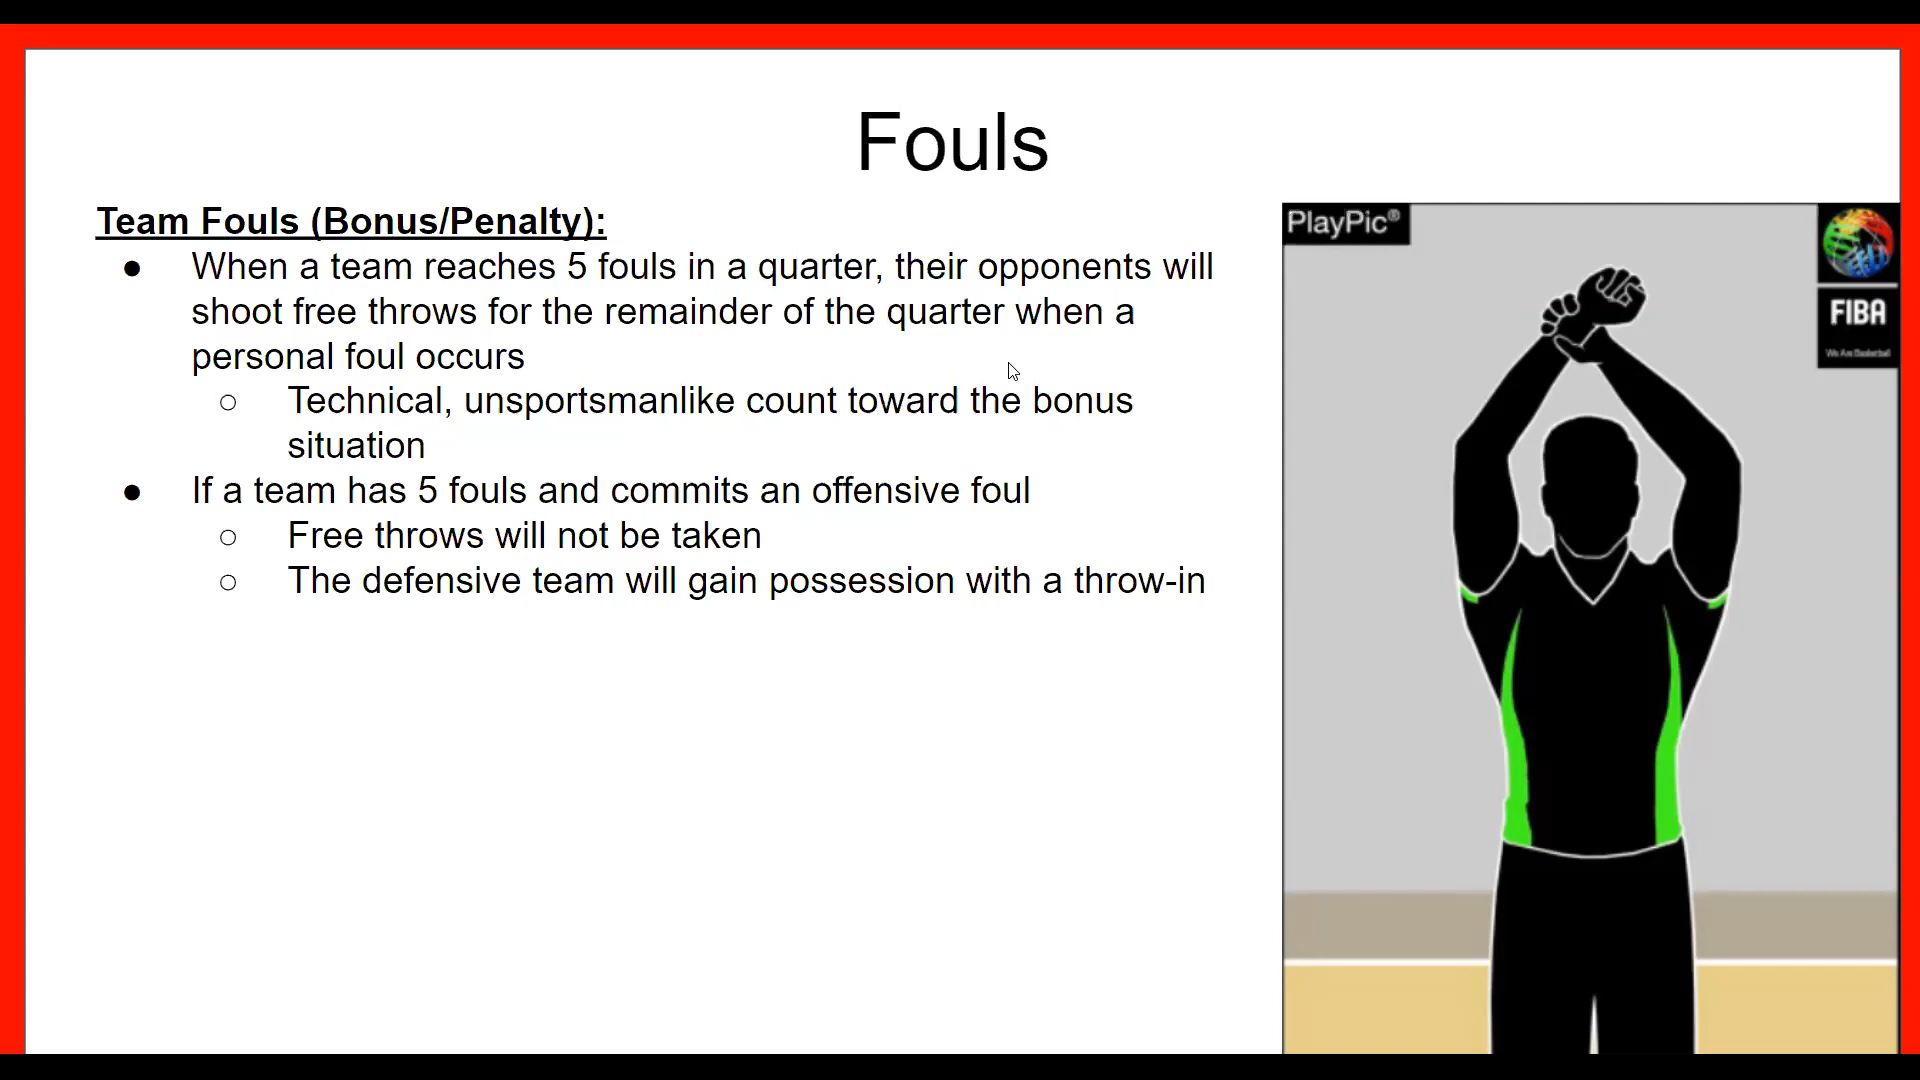 Fouls
Team Fouls (Bonus/Penalty):
● When a team reaches 5 fouls in a quarter, their opponents will
shoot free throws for the remainder of the quarter when a
personal foul occurs
○ Technical, unsportsmanlike count toward the bonus
situation
● If a team has 5 fouls and commits an offensive foul
○ Free throws will not be taken
○ The defensive team will gain possession with a throw-in
PlayPic®
FIBA
We Are Basketball